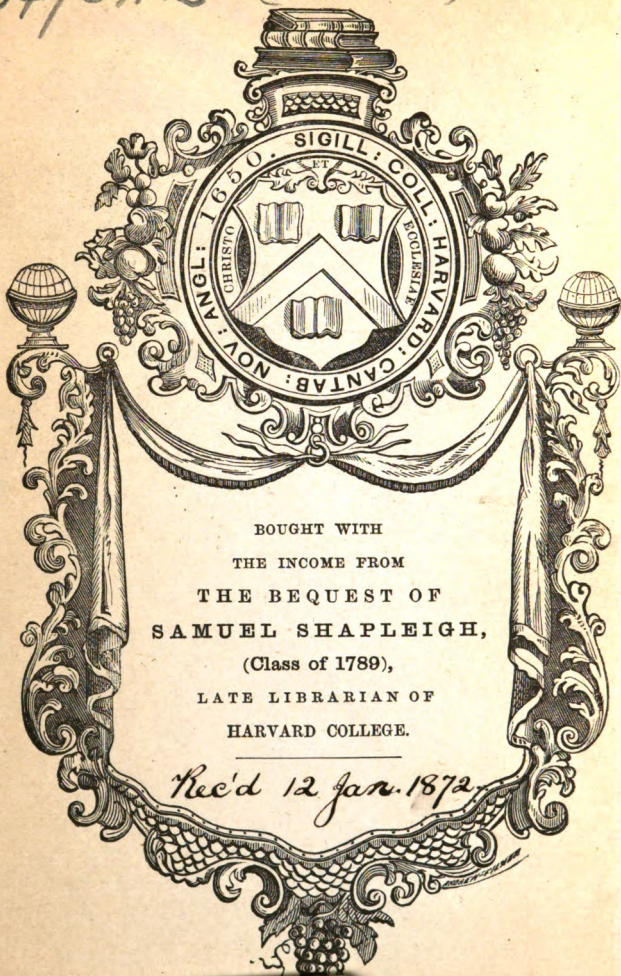 SIGILL: COLL: HARVARD: CANTAB: NOV: ANGL: 1650.
ET
CHRISTO
ECCLESIAE
BOUGHT WITH
THE INCOME FROM
THE BEQUEST OF
SAMUEL SHAPLEIGH,
(Class of 1789),
LATE LIBRARIAN OF
HARVARD COLLEGE.
Rec'd 12 Jan. 1872.